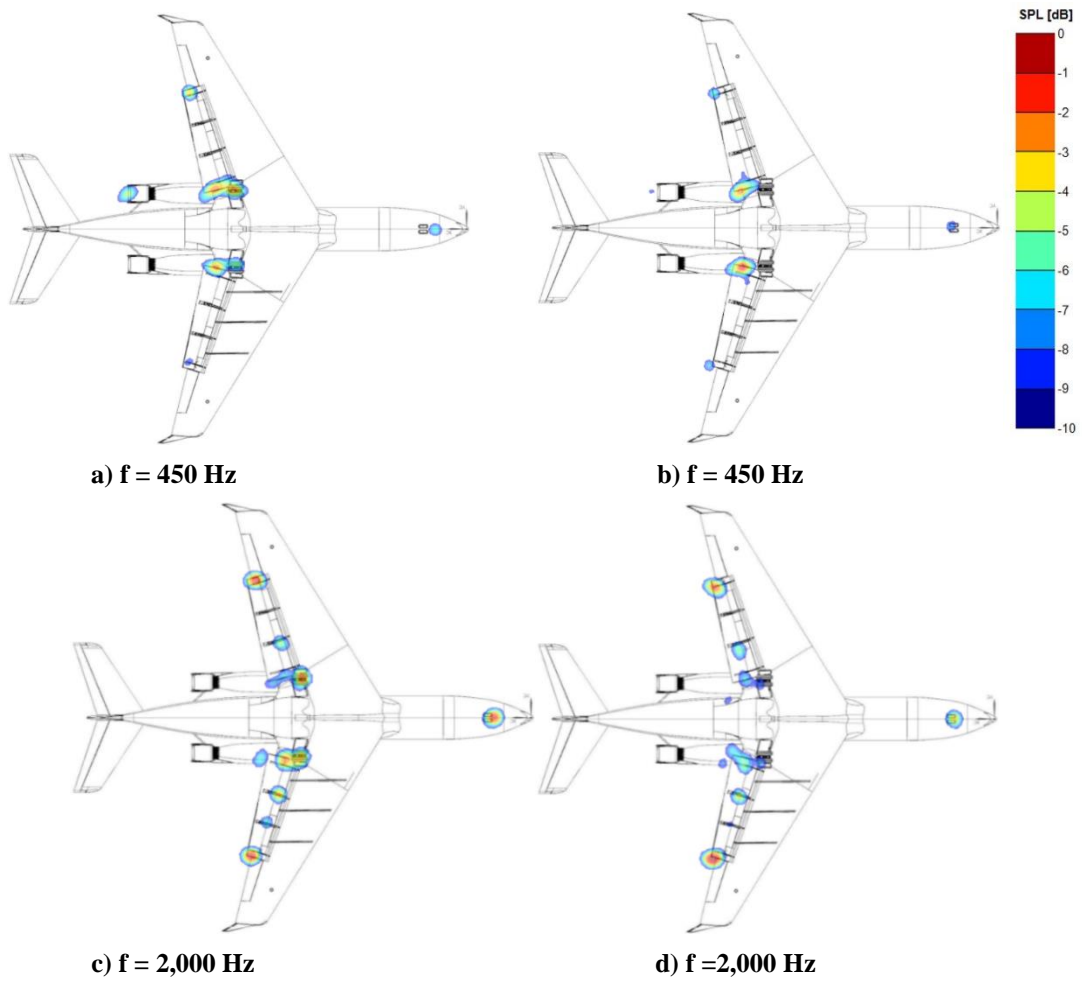 SPL [dB]
0
-1
-2
-3
-4
-5
-6
-7
-8
-9
-10
a) f = 450 Hz
b) f = 450 Hz
c) f = 2,000 Hz
d) f =2,000 Hz